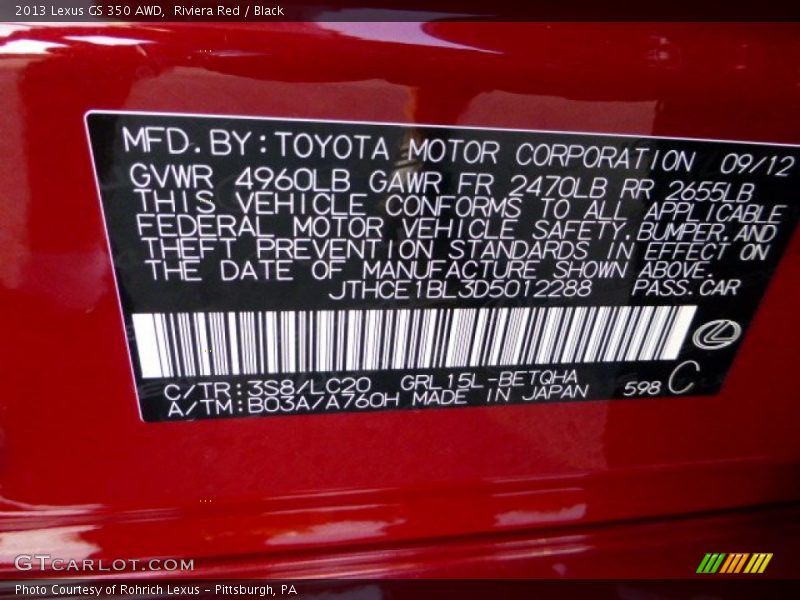 2013 Lexus GS 350 AWD, Riviera Red / Black
MFD. BY: TOYOTA MOTOR CORPORATION 09/12
GVWR 4960LB GAWR FR 2470LB RR 2655LB
THIS VEHICLE CONFORMS TO ALL APPLICABLE
FEDERAL MOTOR VEHICLE SAFETY, BUMPER, AND
THEFT PREVENTION STANDARDS IN EFFECT ON
THE DATE OF MANUFACTURE SHOWN ABOVE.
JTHCE1BL3D5012288 PASS. CAR
C/TR: 3S8/LC20 GRL15L-BETQHA
A/TM: B03A/A760H MADE IN JAPAN 598 C
GTCARLOT.COM
Photo Courtesy of Rohrich Lexus - Pittsburgh, PA